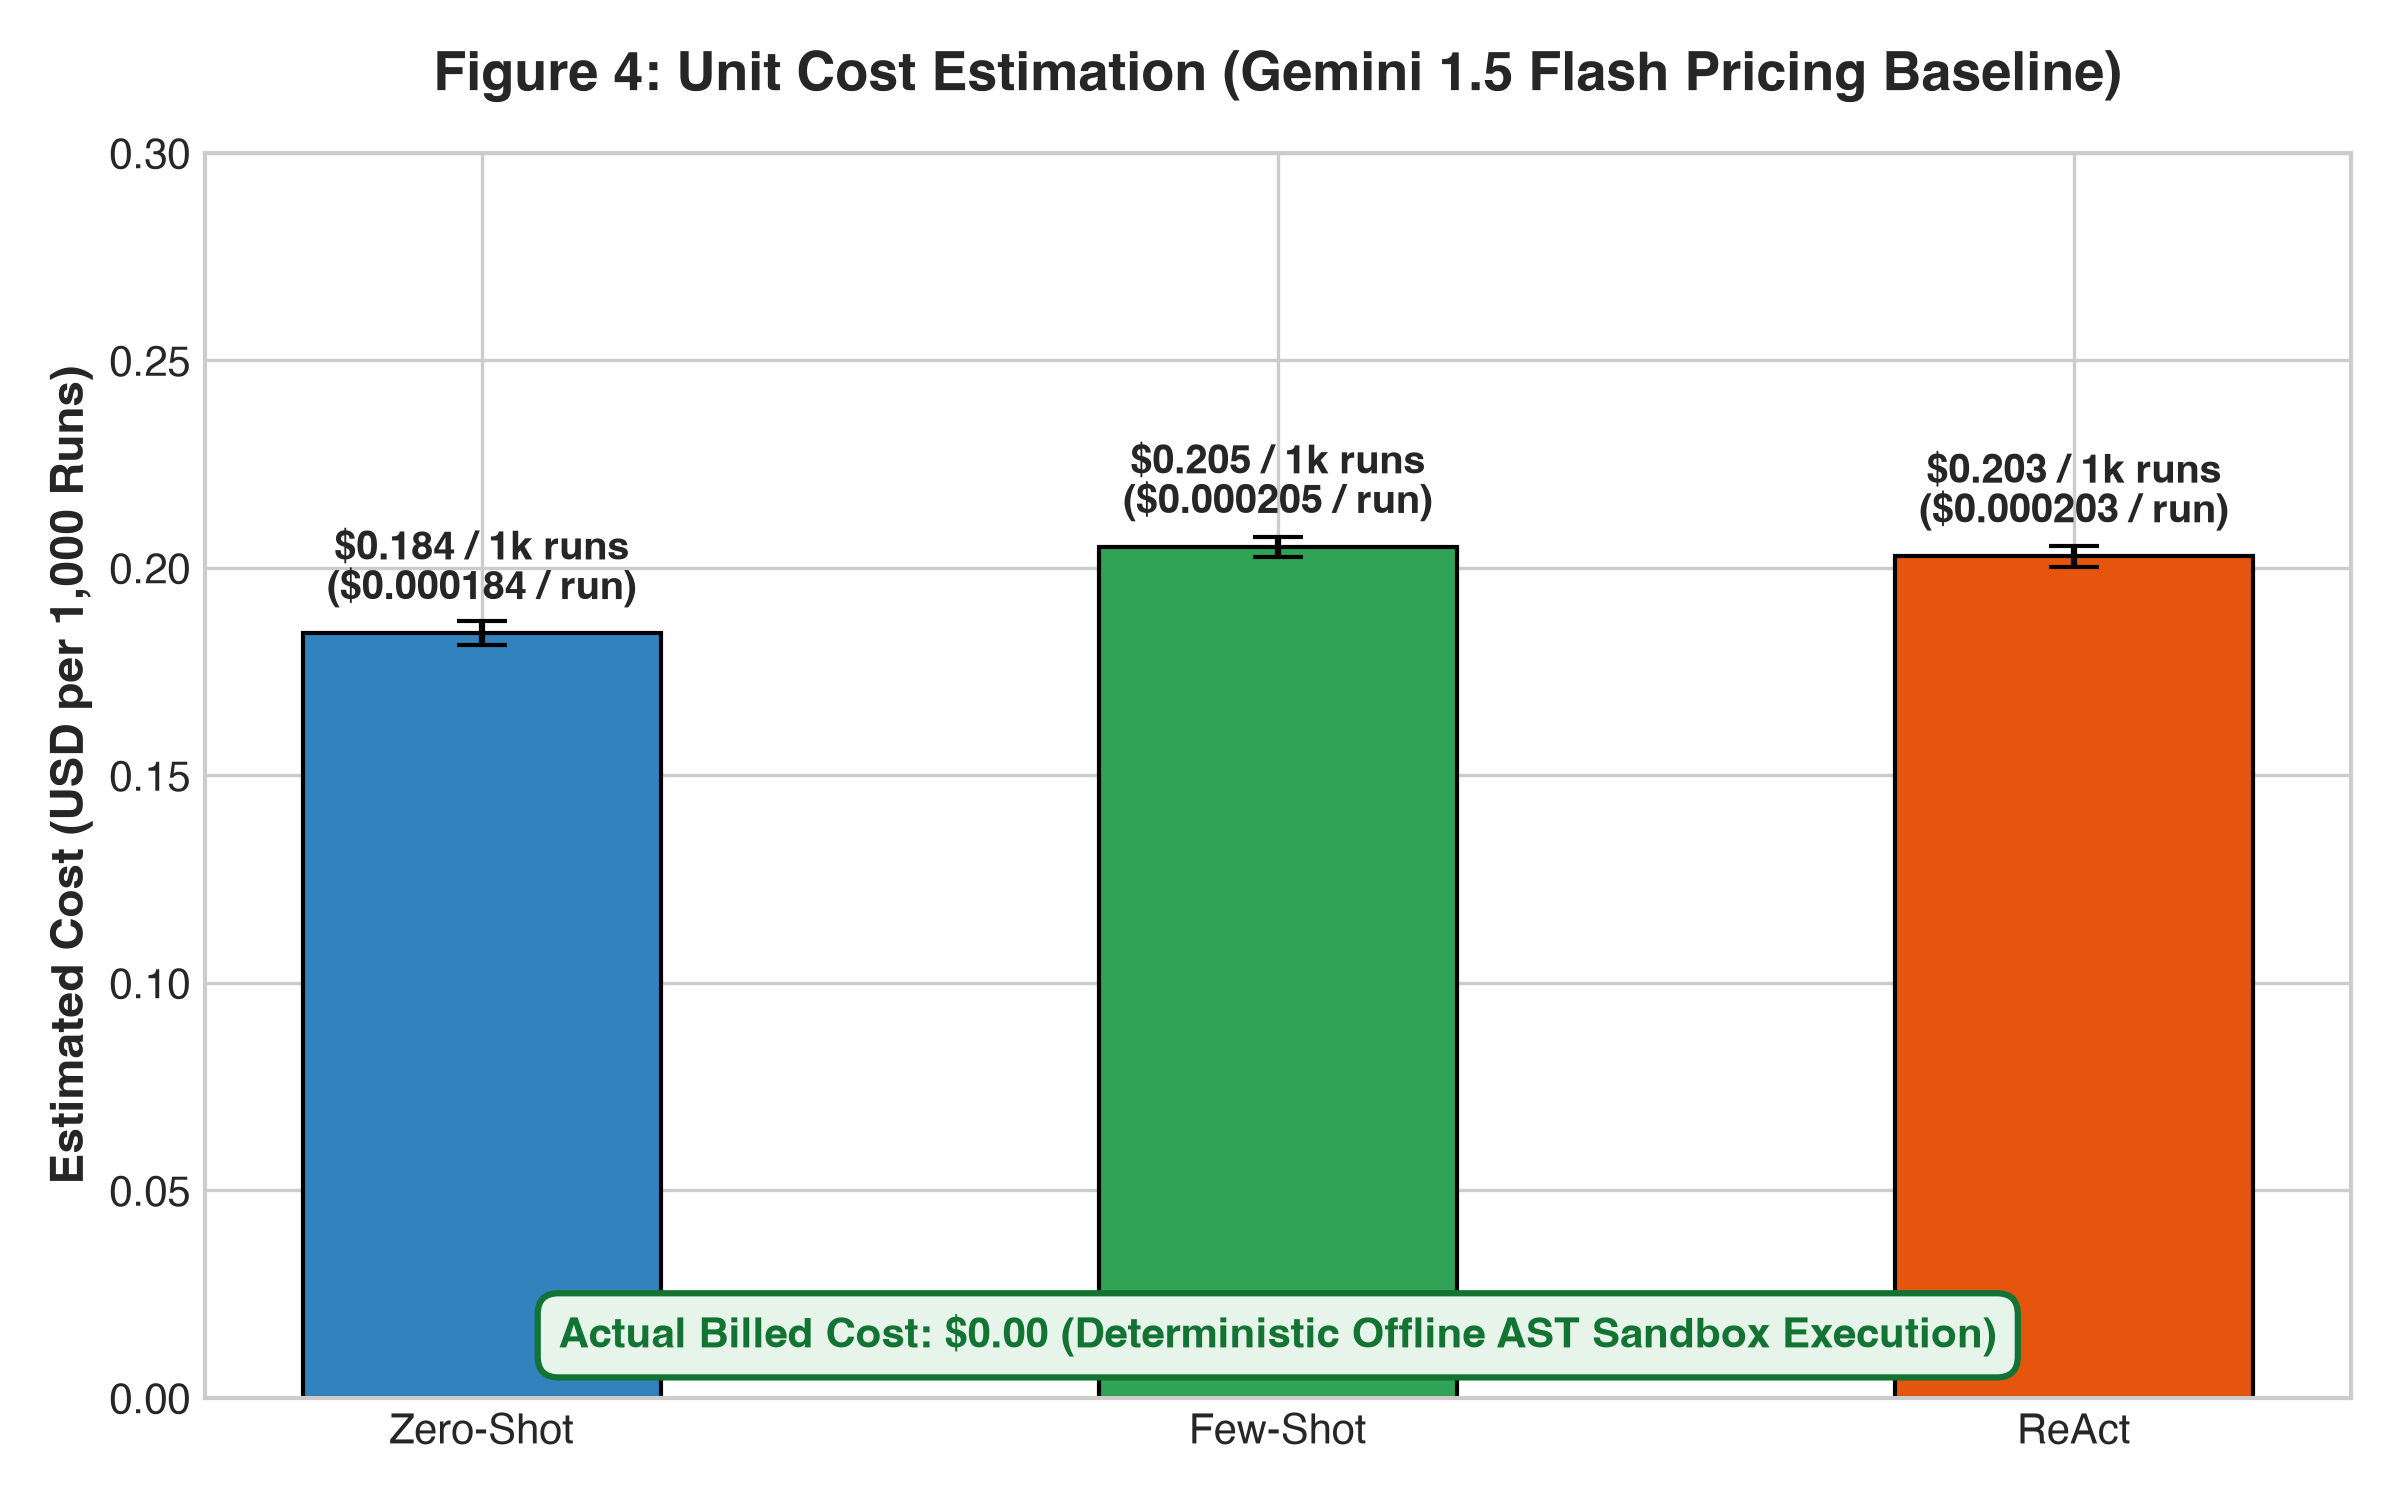 Figure 4: Unit Cost Estimation (Gemini 1.5 Flash Pricing Baseline)
Estimated Cost (USD per 1,000 Runs)
0.30
0.25
0.20
0.15
0.10
0.05
0.00
$0.184 / 1k runs
($0.000184 / run)
$0.205 / 1k runs
($0.000205 / run)
$0.203 / 1k runs
($0.000203 / run)
Actual Billed Cost: $0.00 (Deterministic Offline AST Sandbox Execution)
Zero-Shot
Few-Shot
ReAct